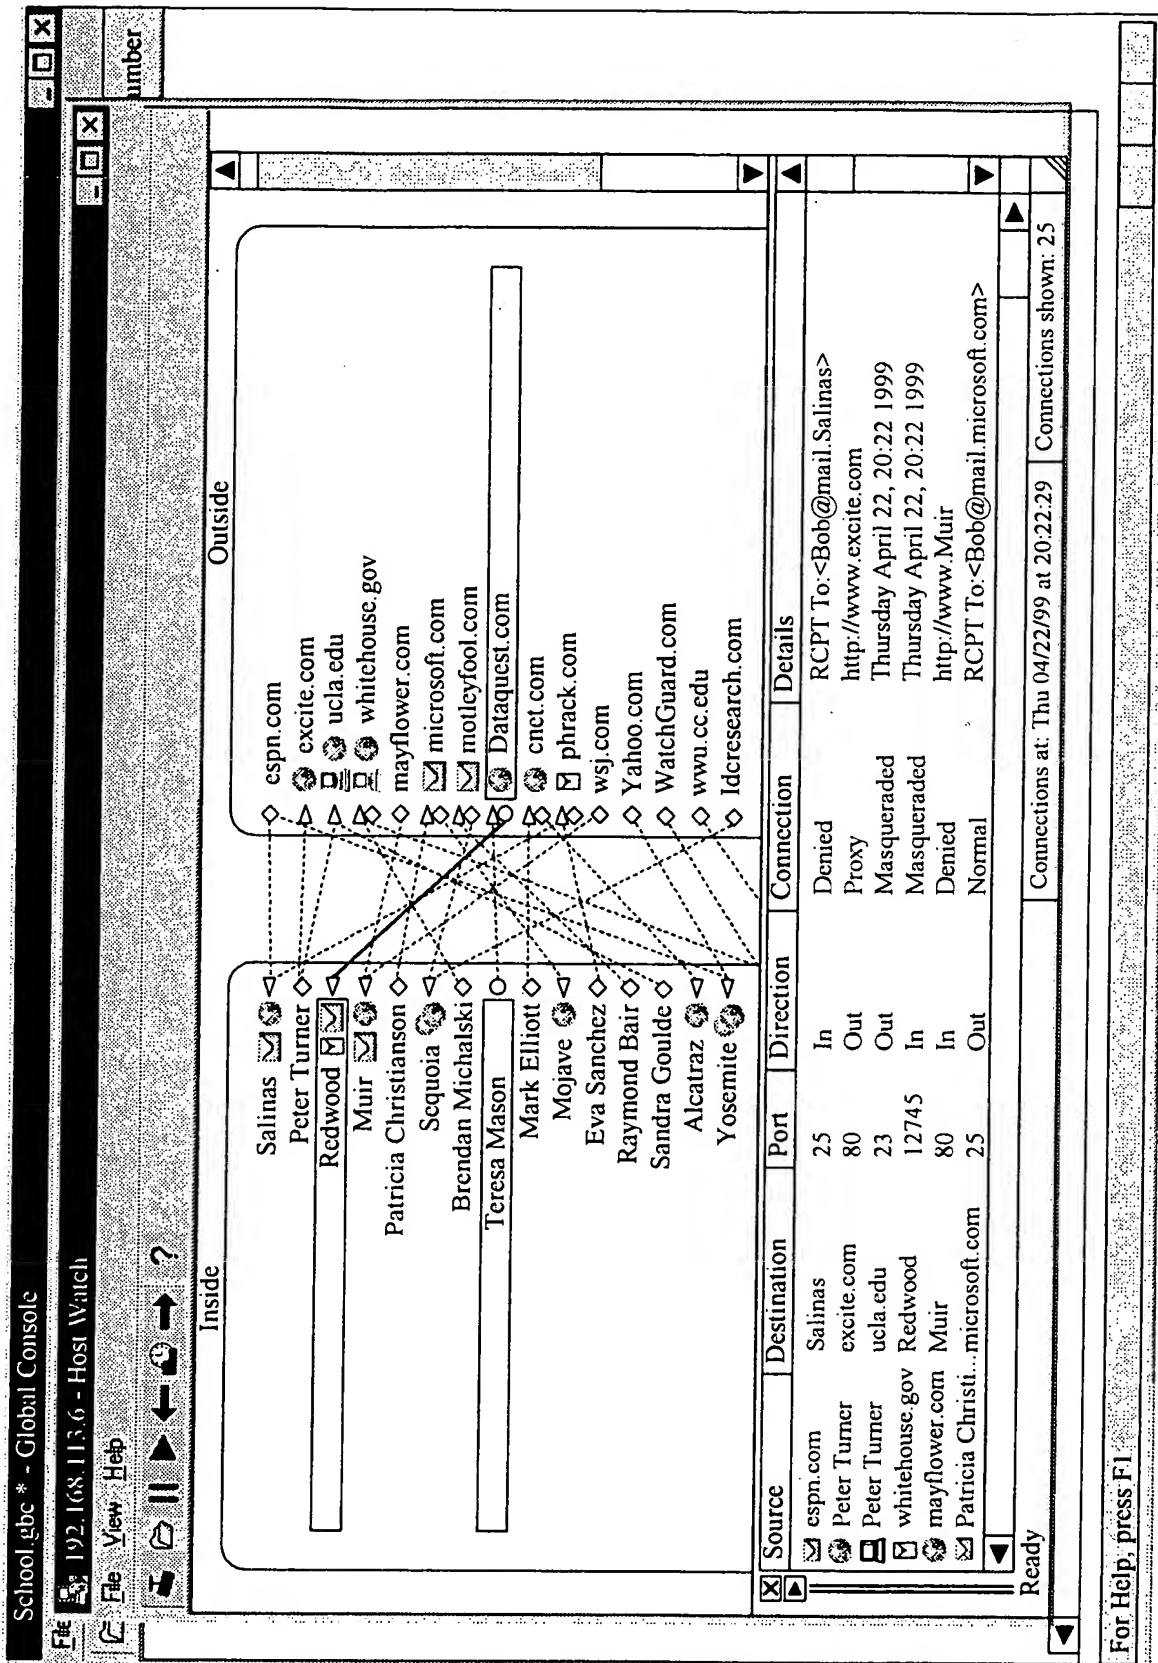 School.gbc * - Global Console
File
192.168.113.6 - Host Watch
File View Help
umber
?
Inside
Outside
Salinas
Peter Turner
Redwood
Muir
Patricia Christianson
Sequoia
Brendan Michalski
Teresa Mason
Mark Elliott
Mojave
Eva Sanchez
Raymond Bair
Sandra Goulde
Alcatraz
Yosemite
espn.com
excite.com
ucla.edu
whitehouse.gov
mayflower.com
microsoft.com
motleyfool.com
Dataquest.com
cnet.com
phrack.com
wsj.com
Yahoo.com
WatchGuard.com
wwu.cc.edu
Idcresearch.com
Source Destination Port Direction Connection Details
espn.com Salinas 25 In Denied RCPT To:<Bob@mail.Salinas>
Peter Turner excite.com 80 Out Proxy http://www.excite.com
Peter Turner ucla.edu 23 Out Masqueraded Thursday April 22, 20:22 1999
whitehouse.gov Redwood 12745 In Masqueraded Thursday April 22, 20:22 1999
mayflower.com Muir 80 In Denied http://www.Muir
Patricia Christi...microsoft.com 25 Out Normal RCPT To:<Bob@mail.microsoft.com>
Ready Connections at: Thu 04/22/99 at 20:22:29 Connections shown: 25
For Help, press F1